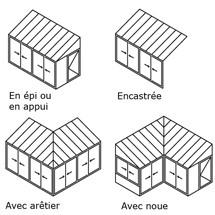 En épi ou
en appui
Encastrée
Avec arêtier
Avec noue